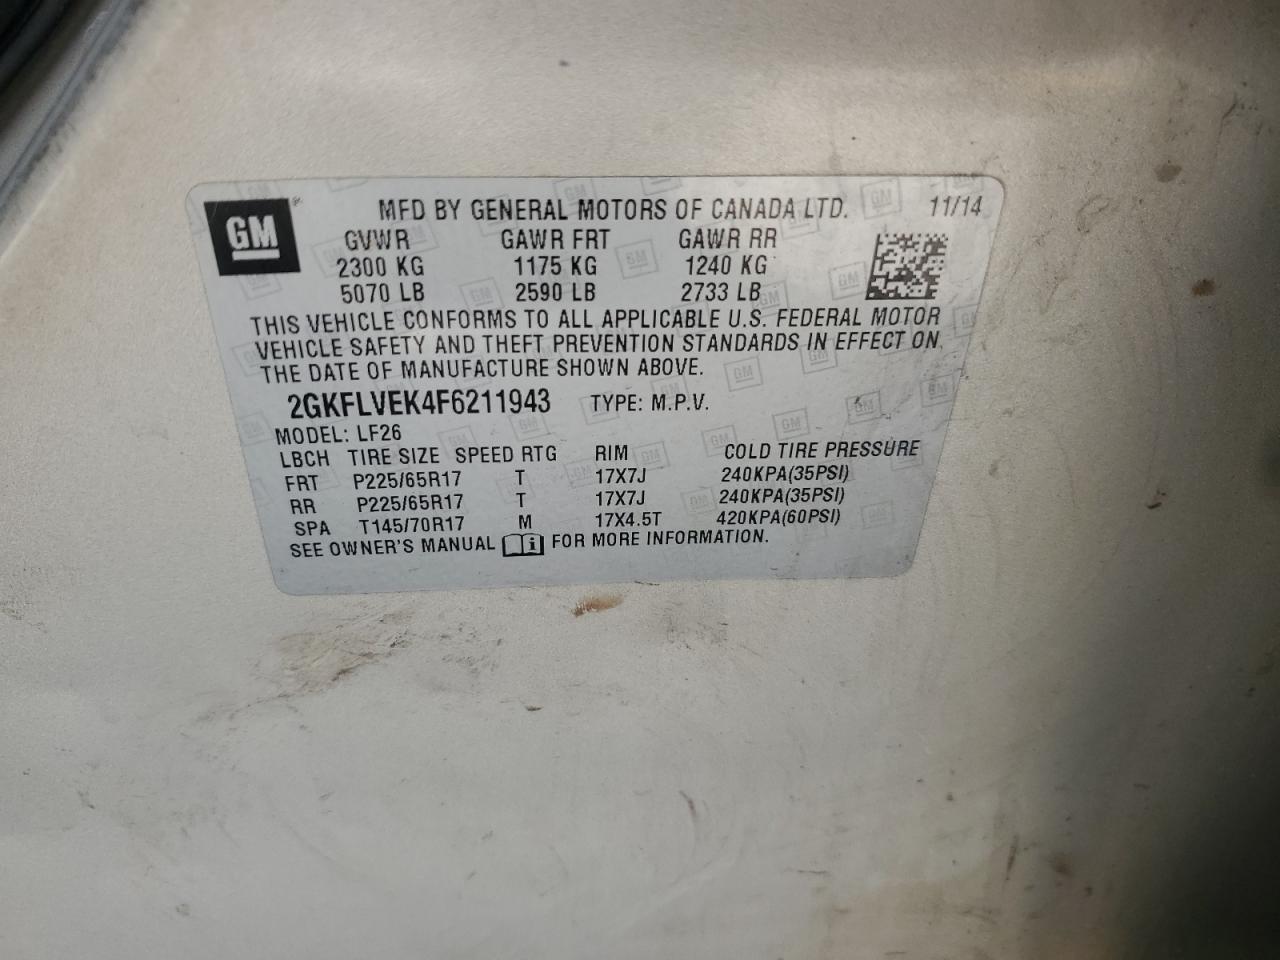 GM
MFD BY GENERAL MOTORS OF CANADA LTD. 11/14
GVWR GAWR FRT GAWR RR
2300 KG 1175 KG 1240 KG
5070 LB 2590 LB 2733 LB
THIS VEHICLE CONFORMS TO ALL APPLICABLE U.S. FEDERAL MOTOR
VEHICLE SAFETY AND THEFT PREVENTION STANDARDS IN EFFECT ON
THE DATE OF MANUFACTURE SHOWN ABOVE.
2GKFLVEK4F6211943 TYPE: M.P.V.
MODEL: LF26
LBCH TIRE SIZE SPEED RTG RIM COLD TIRE PRESSURE
FRT P225/65R17 T 17X7J 240KPA(35PSI)
RR P225/65R17 T 17X7J 240KPA(35PSI)
SPA T145/70R17 M 17X4.5T 420KPA(60PSI)
SEE OWNER'S MANUAL i FOR MORE INFORMATION.